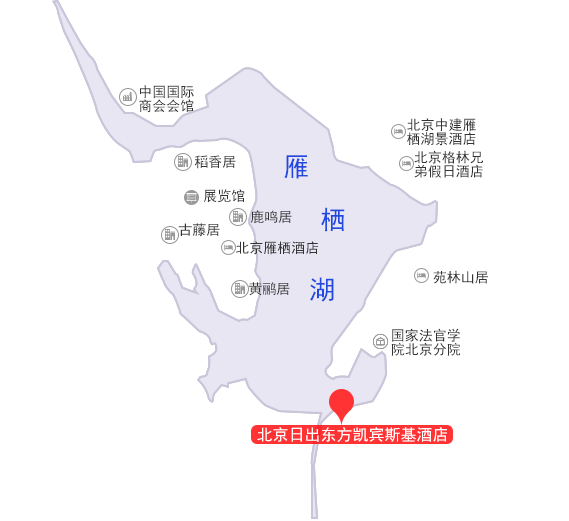 中国国际
商会会馆
北京中建雁
栖湖景酒店
稻香居
北京格林兄
弟假日酒店
雁
展览馆
鹿鸣居
栖
古藤居
北京雁栖酒店
苑林山居
黄鹂居
湖
国家法官学
院北京分院
北京日出东方凯宾斯基酒店